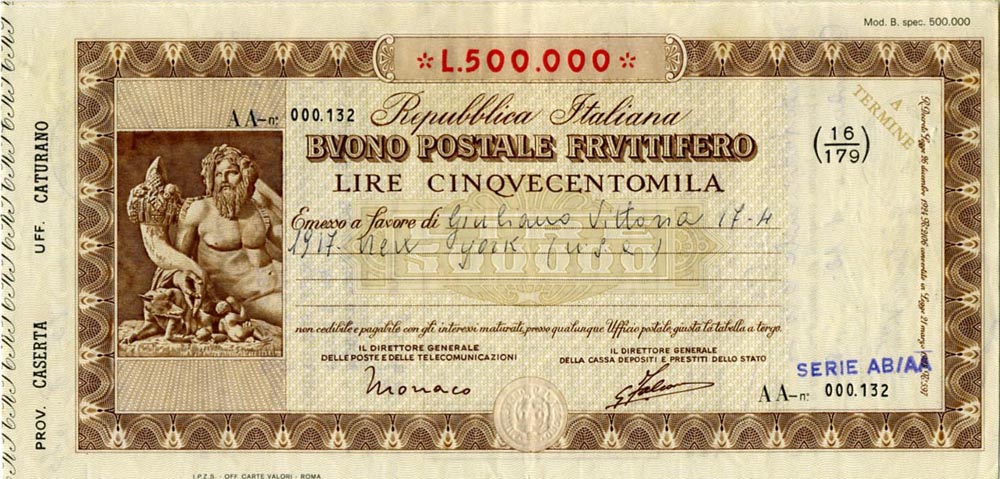 Mod. B. spec. 500.000
*L.500.000*
AA-n: 000.132
Repubblica Italiana
BVONO POSTALE FRVTTIFERO
LIRE CINQVECENTOMILA
Emesso a favore di Giuliano Vittoria 17-4
1917 New York (U.S.A.)
500000
non cedibile e pagabile con gli interessi maturati, presso qualunque Ufficio postale, giusta la tabella a tergo.
IL DIRETTORE GENERALE
DELLE POSTE E DELLE TELECOMUNICAZIONI
Monaco
IL DIRETTORE GENERALE
DELLA CASSA DEPOSITI E PRESTITI DELLO STATO
SERIE AB/AA
AA-n: 000.132
A TERMINE
(16/179)
PROV. CASERTA UFF. CATURANO
I.P.Z.S. - OFF. CARTE VALORI - ROMA